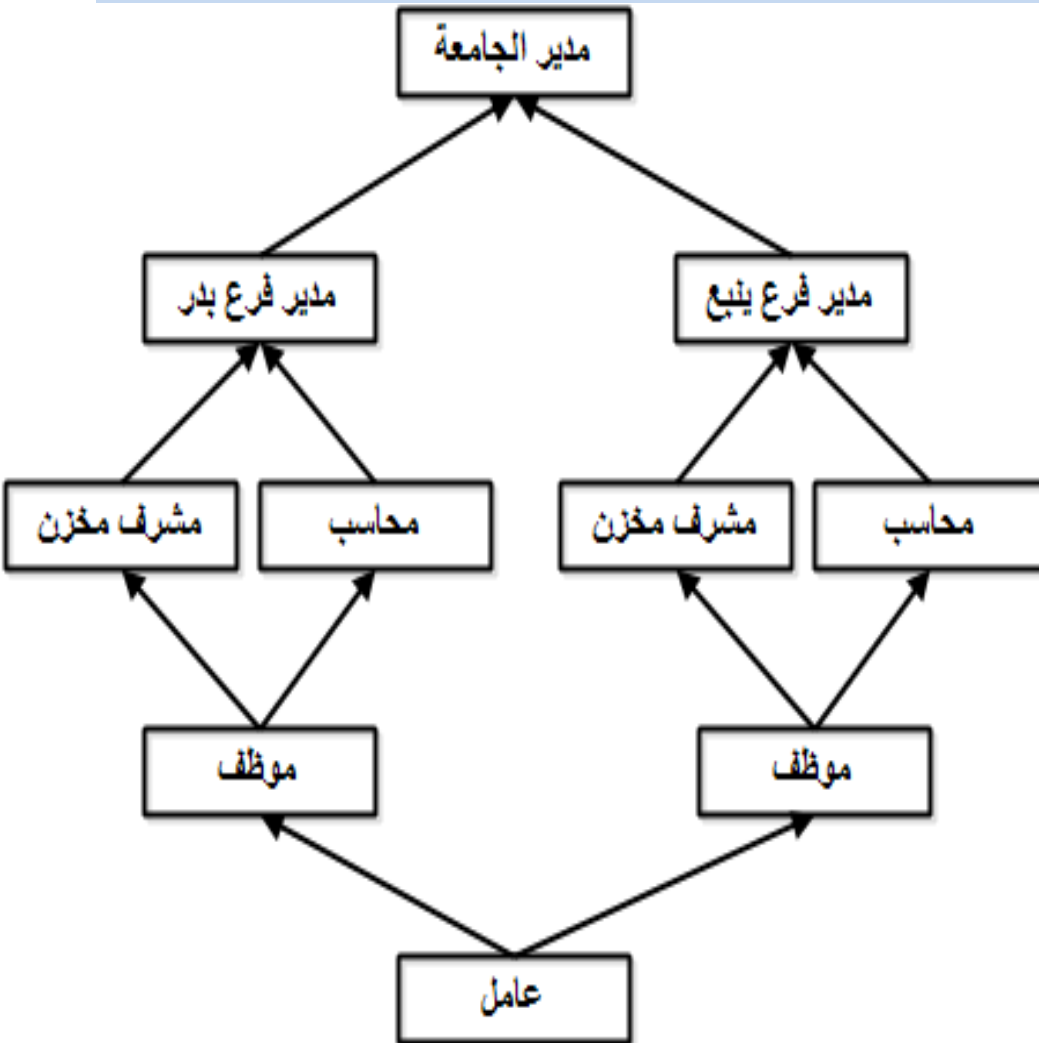 مدير الجامعة
مدير فرع ينبع
مدير فرع بدر
محاسب
مشرف مخزن
محاسب
مشرف مخزن
موظف
موظف
عامل